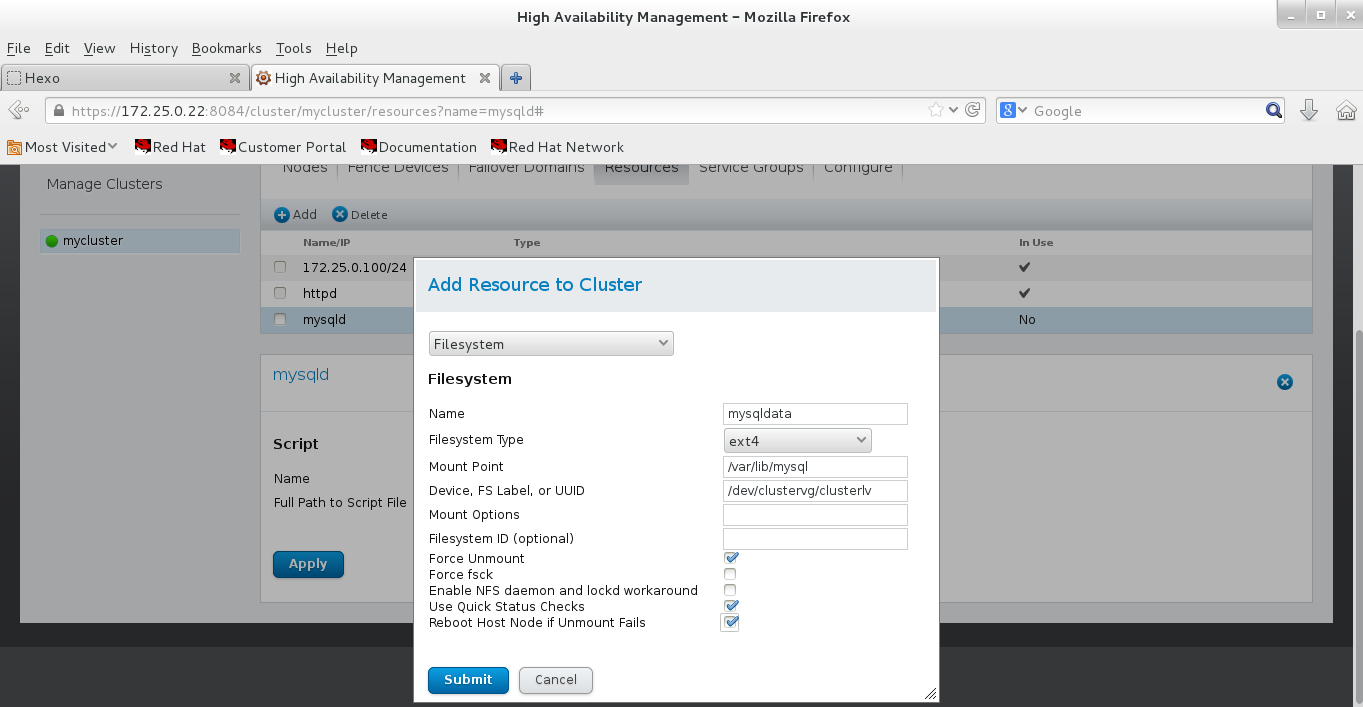 High Availability Management - Mozilla Firefox
File Edit View History Bookmarks Tools Help
Hexo High Availability Management
https://172.25.0.22:8084/cluster/mycluster/resources?name=mysqld# 8 Google
Most Visited Red Hat Customer Portal Documentation Red Hat Network
Manage Clusters Nodes Fence Devices Failover Domains Resources Service Groups Configure
Add Delete
mycluster Name/IP Type In Use
172.25.0.100/24
httpd
mysqld No
Add Resource to Cluster
Filesystem
mysqld
Filesystem
Name mysqldata
Filesystem Type ext4
Script
Mount Point /var/lib/mysql
Name
Device, FS Label, or UUID /dev/clustervg/clusterlv
Full Path to Script File
Mount Options
Filesystem ID (optional)
Force Unmount
Apply
Force fsck
Enable NFS daemon and lockd workaround
Use Quick Status Checks
Reboot Host Node if Unmount Fails
Submit Cancel